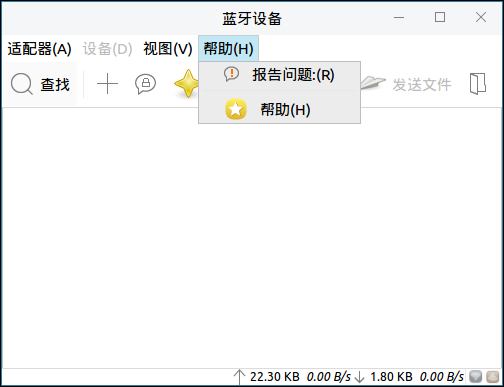 蓝牙设备
适配器(A) 设备(D) 视图(V) 帮助(H)
查找 发送文件
报告问题:(R)
帮助(H)
22.30 KB 0.00 B/s 1.80 KB 0.00 B/s